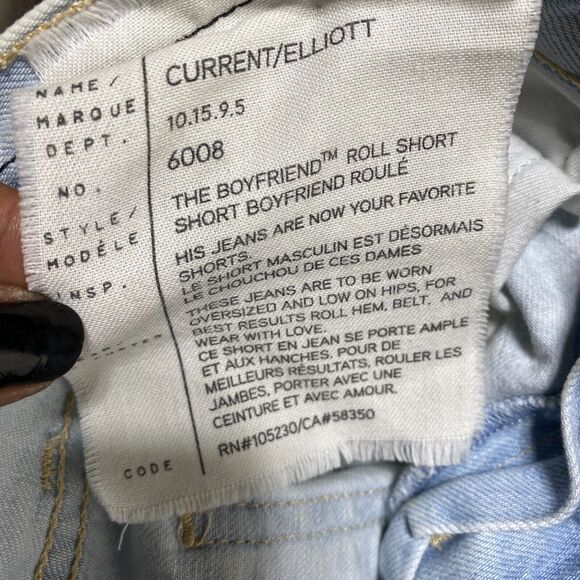 NAME/
MARQUE
DEPT.
NO.
STYLE/
MODÈLE
INSP.
CODE
CURRENT/ELLIOTT
10.15.9.5
6008
THE BOYFRIEND™ ROLL SHORT
SHORT BOYFRIEND ROULÉ
HIS JEANS ARE NOW YOUR FAVORITE
SHORTS.
LE SHORT MASCULIN EST DÉSORMAIS
LE CHOUCHOU DE CES DAMES
THESE JEANS ARE TO BE WORN
OVERSIZED AND LOW ON HIPS, FOR
BEST RESULTS ROLL HEM, BELT, AND
WEAR WITH LOVE.
CE SHORT EN JEAN SE PORTE AMPLE
ET AUX HANCHES. POUR DE
MEILLEURS RÉSULTATS, ROULER LES
JAMBES, PORTER AVEC UNE
CEINTURE ET AVEC AMOUR.
RN#105230/CA#58350